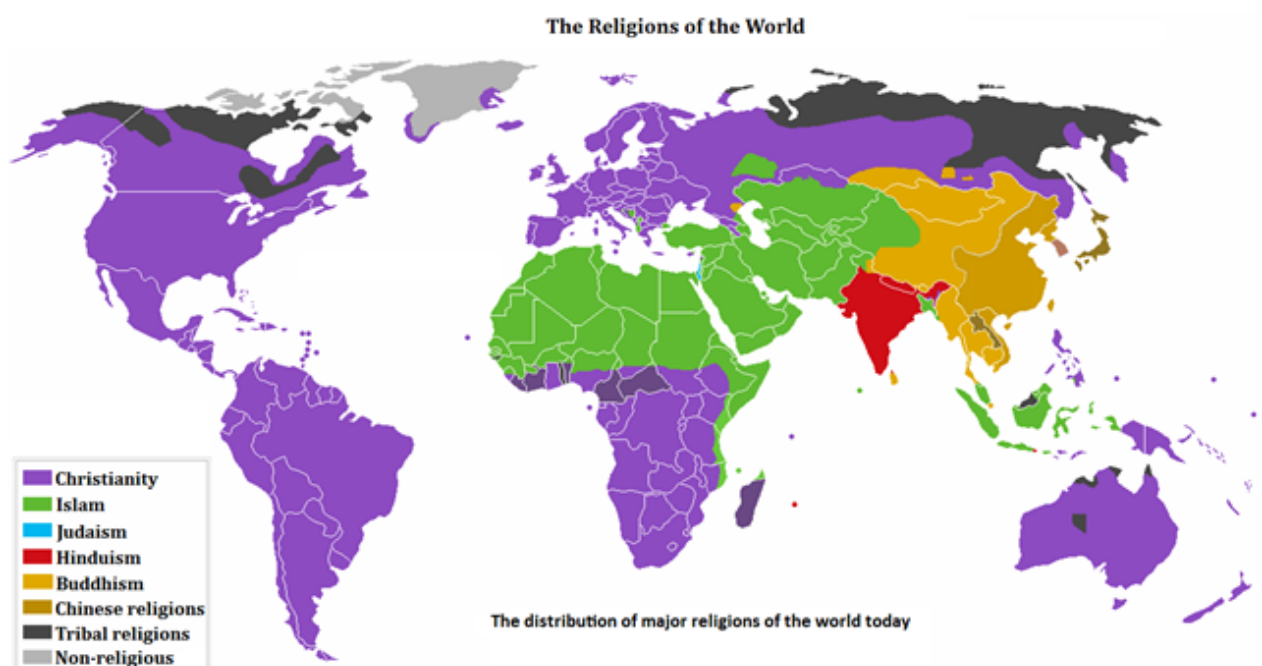 The Religions of the World
Christianity
Islam
Judaism
Hinduism
Buddhism
Chinese religions
Tribal religions
Non-religious
The distribution of major religions of the world today